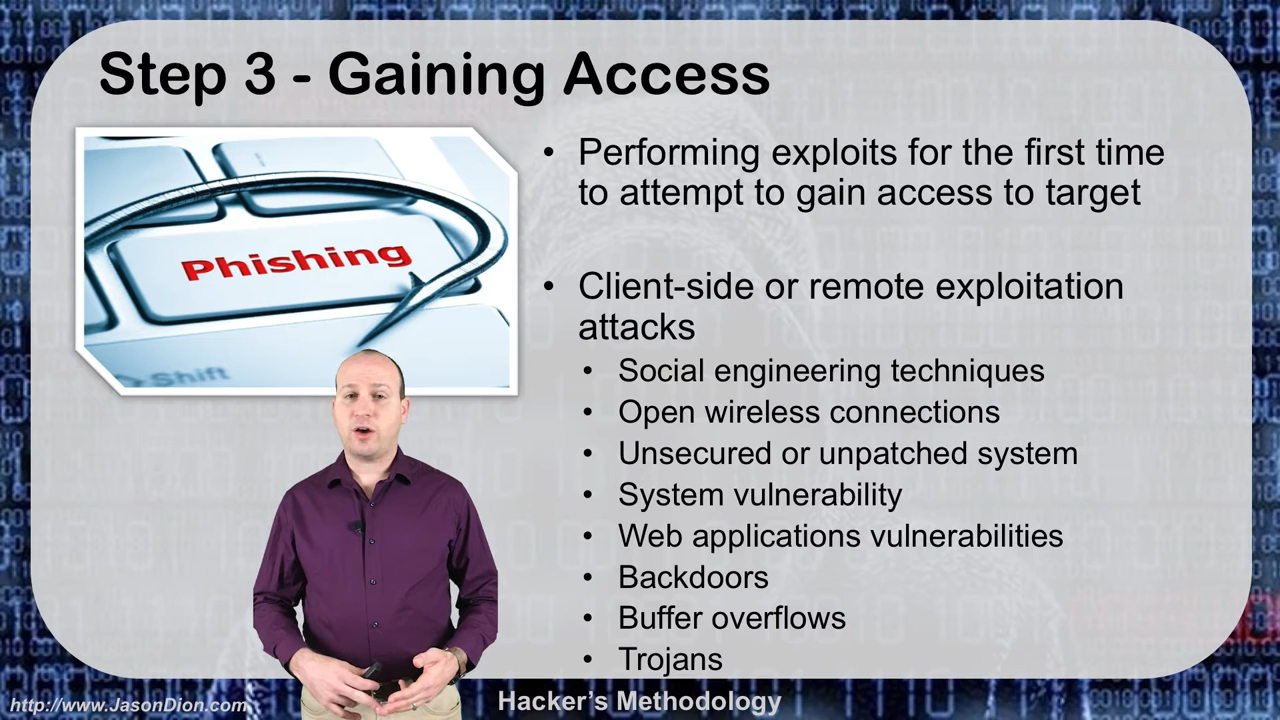 Step 3 - Gaining Access
Phishing
Shift
• Performing exploits for the first time
to attempt to gain access to target
• Client-side or remote exploitation
attacks
• Social engineering techniques
• Open wireless connections
• Unsecured or unpatched system
• System vulnerability
• Web applications vulnerabilities
• Backdoors
• Buffer overflows
• Trojans
http://www.JasonDion.com
Hacker's Methodology